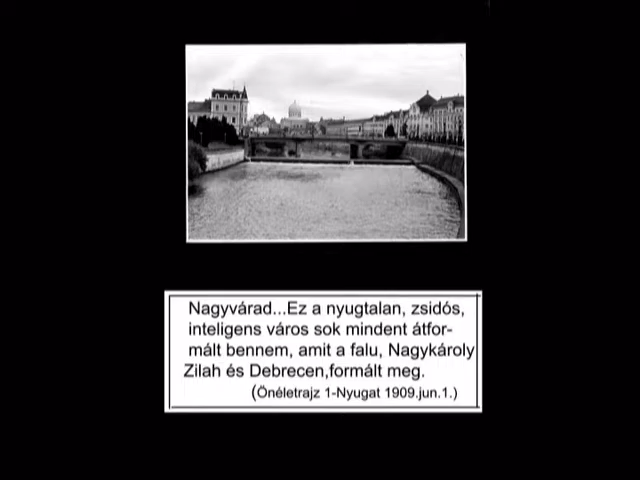 Nagyvárad...Ez a nyugtalan, zsidós,
inteligens város sok mindent átfor-
mált bennem, amit a falu, Nagykároly
Zilah és Debrecen,formált meg.
(Önéletrajz 1-Nyugat 1909.jun.1.)